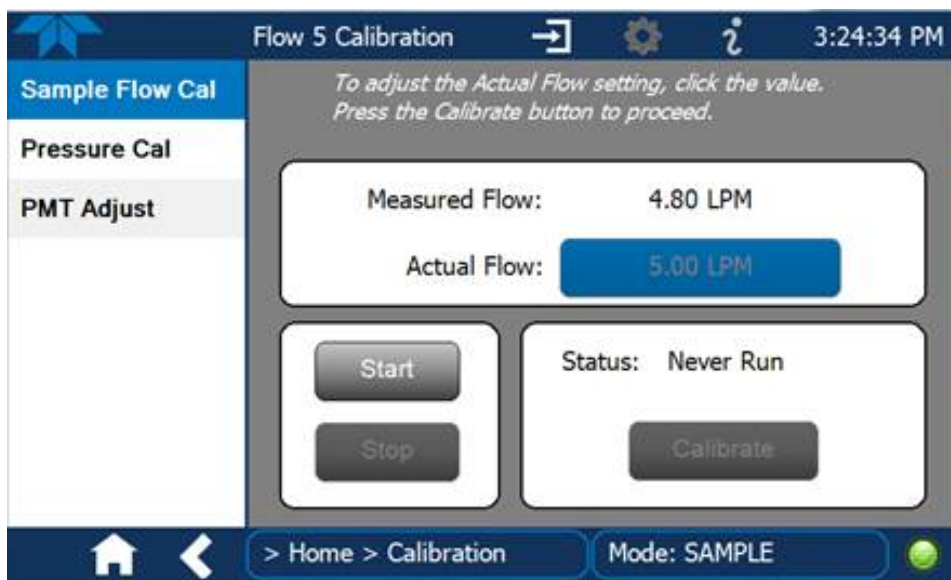 Flow 5 Calibration
3:24:34 PM
Sample Flow Cal
Pressure Cal
PMT Adjust
To adjust the Actual Flow setting, click the value.
Press the Calibrate button to proceed.
Measured Flow: 4.80 LPM
Actual Flow: 5.00 LPM
Start
Stop
Status: Never Run
Calibrate
> Home > Calibration
Mode: SAMPLE